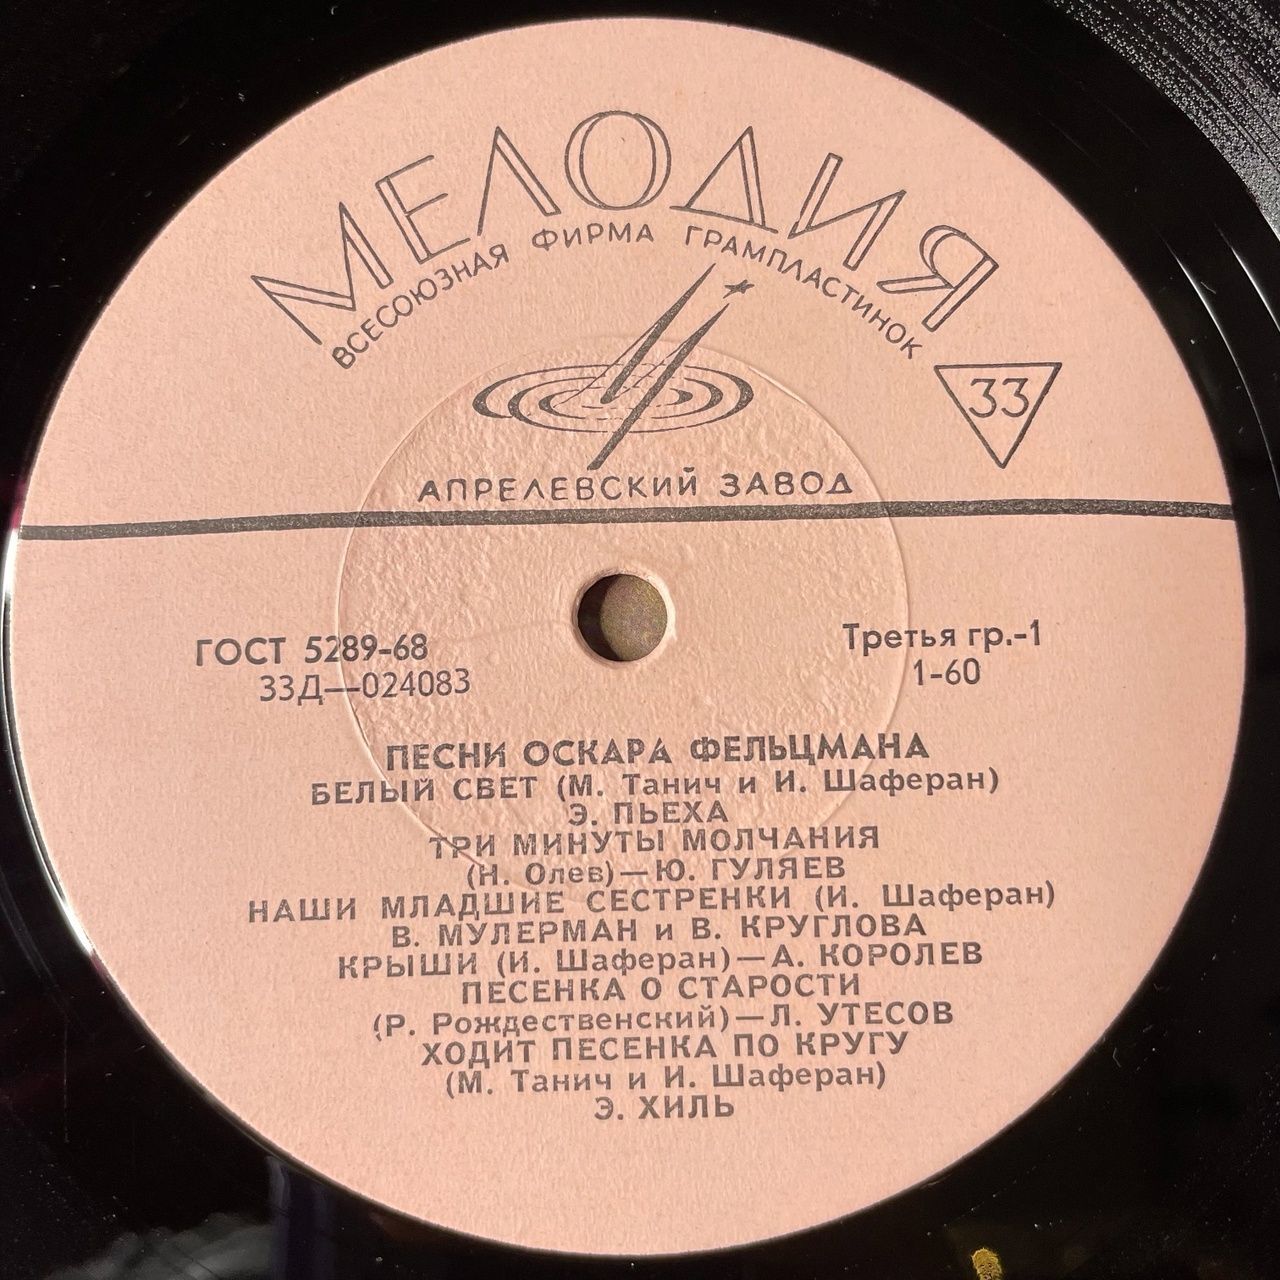 МЕЛОДИЯ
ВСЕСОЮЗНАЯ ФИРМА ГРАМПЛАСТИНОК
33
АПРЕЛЕВСКИЙ ЗАВОД
ГОСТ 5289-68
Третья гр.-1
33Д—024083
1-60
ПЕСНИ ОСКАРА ФЕЛЬЦМАНА
БЕЛЫЙ СВЕТ (М. Танич и И. Шаферан)
Э. ПЬЕХА
ТРИ МИНУТЫ МОЛЧАНИЯ
(Н. Олев)—Ю. ГУЛЯЕВ
НАШИ МЛАДШИЕ СЕСТРЕНКИ (И. Шаферан)
В. МУЛЕРМАН и В. КРУГЛОВА
КРЫШИ (И. Шаферан)—А. КОРОЛЕВ
ПЕСЕНКА О СТАРОСТИ
(Р. Рождественский)—Л. УТЕСОВ
ХОДИТ ПЕСЕНКА ПО КРУГУ
(М. Танич и И. Шаферан)
Э. ХИЛЬ